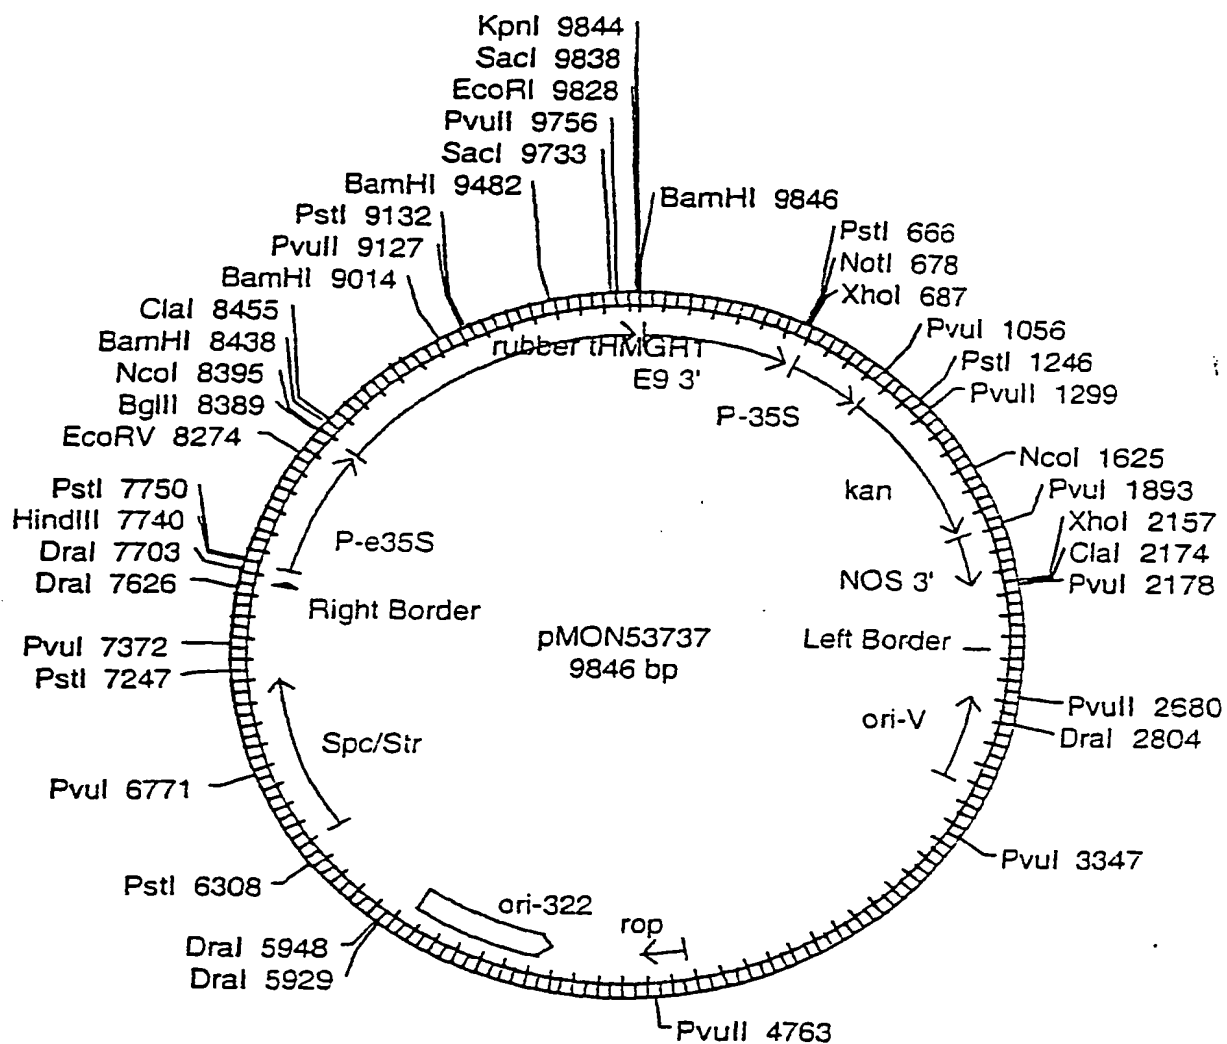 KpnI 9844
SacI 9838
EcoRI 9828
PvuII 9756
SacI 9733
BamHI 9482
PstI 9132
PvuII 9127
BamHI 9014
ClaI 8455
BamHI 8438
NcoI 8395
BglII 8389
EcoRV 8274
PstI 7750
HindIII 7740
DraI 7703
DraI 7626
PvuI 7372
PstI 7247
PvuI 6771
PstI 6308
DraI 5948
DraI 5929
BamHI 9846
PstI 666
NotI 678
XhoI 687
PvuI 1056
PstI 1246
PvuII 1299
NcoI 1625
PvuI 1893
XhoI 2157
ClaI 2174
PvuI 2178
PvuII 2680
DraI 2804
PvuI 3347
PvuII 4763
rubber tHMGR1
E9 3'
P-35S
kan
NOS 3'
Left Border
ori-V
rop
ori-322
Spc/Str
Right Border
P-e35S
pMON53737
9846 bp